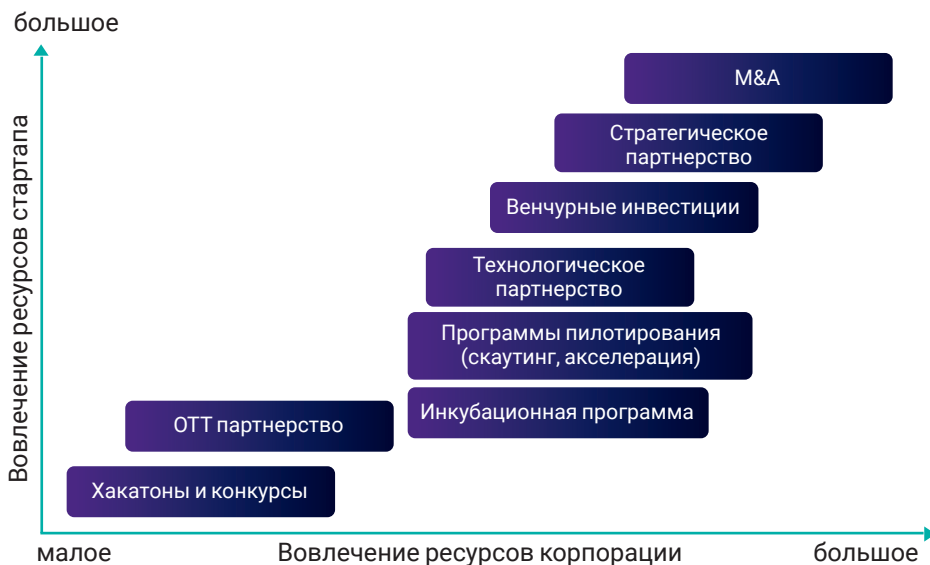 большое
Вовлечение ресурсов стартапа
M&A
Стратегическое
партнерство
Венчурные инвестиции
Технологическое
партнерство
Программы пилотирования
(скаутинг, акселерация)
Инкубационная программа
ОТТ партнерство
Хакатоны и конкурсы
малое
Вовлечение ресурсов корпорации
большое